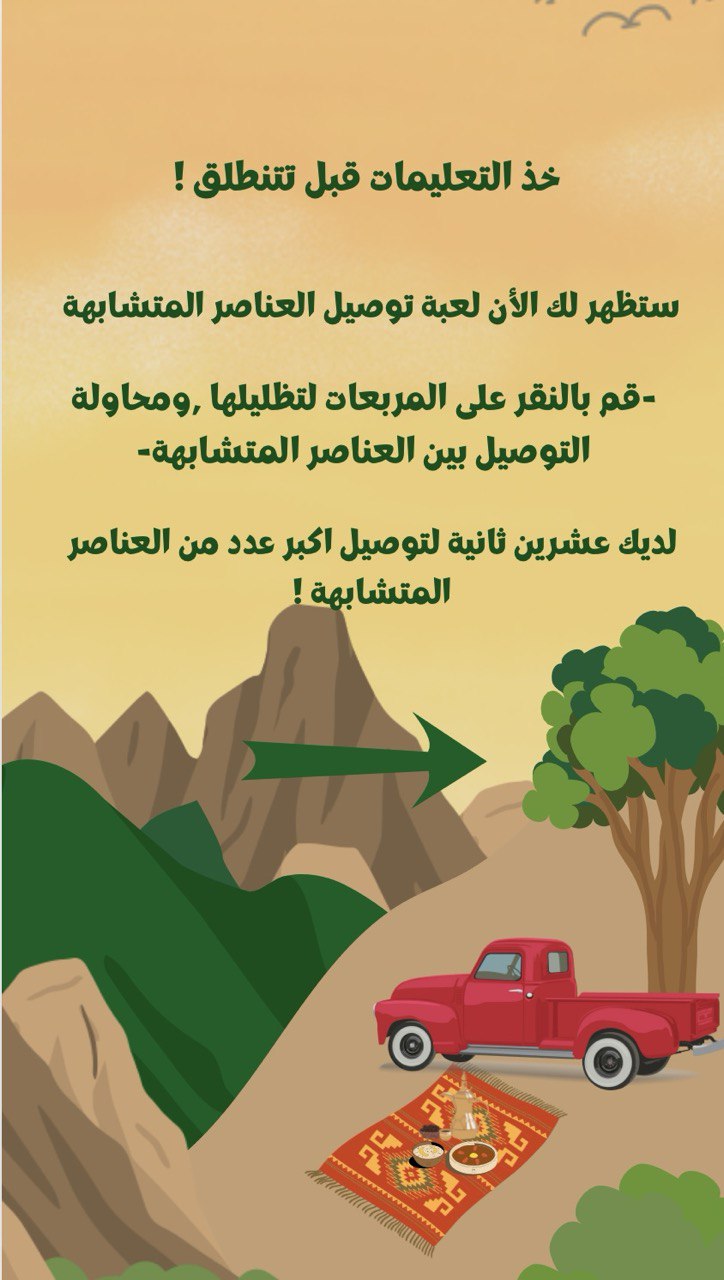 خذ التعليمات قبل تتنطلق !
ستظهر لك الأن لعبة توصيل العناصر المتشابهة
-قم بالنقر على المربعات لتظليلها ,ومحاولة
التوصيل بين العناصر المتشابهة-
لديك عشرين ثانية لتوصيل اكبر عدد من العناصر
المتشابهة !